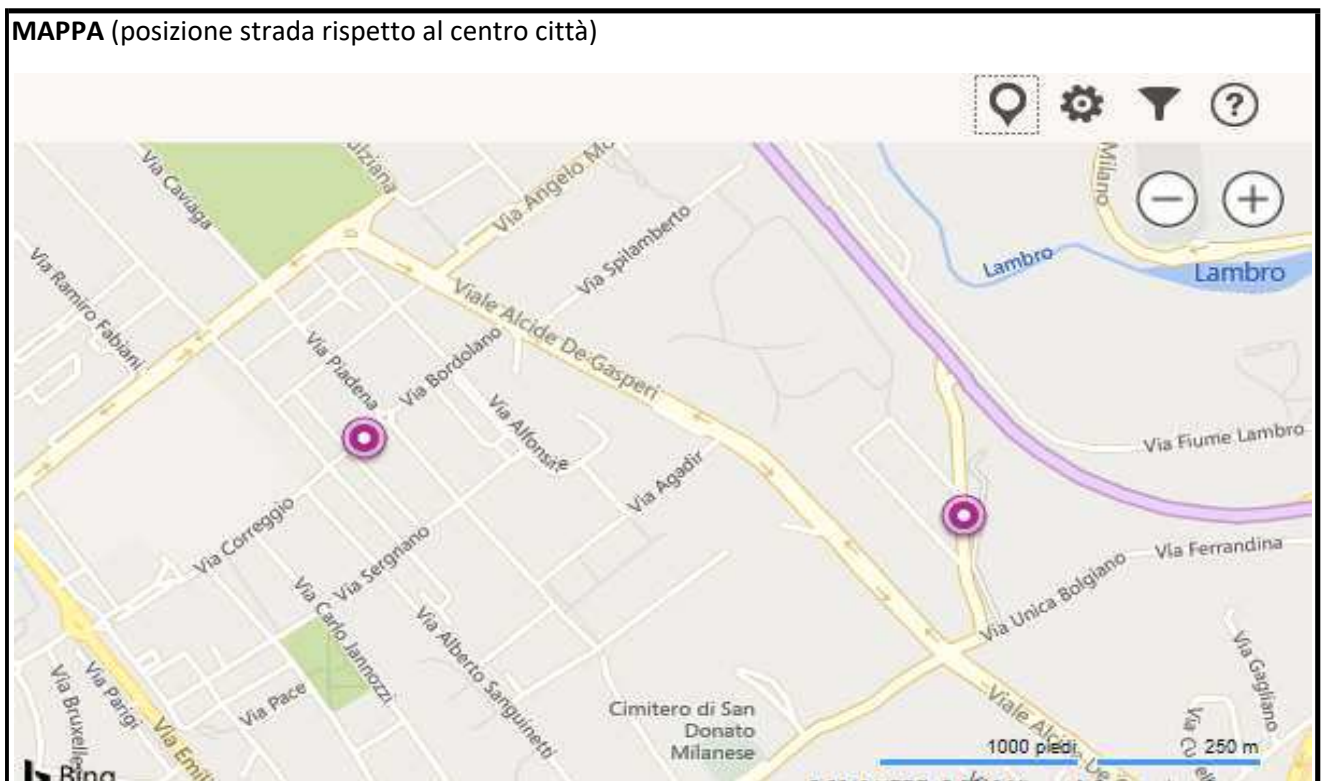 MAPPA (posizione strada rispetto al centro città)
Milano
Via Caviaga
Via Angelo
Via Spilamberto
Lambro
Lambro
Via Ramiro Fabiani
Viale Alcide De Gasperi
Via Piadena
Via Bordolano
Via Alfonsine
Via Fiume Lambro
Via Agadir
Via Correggio
Via Sergnano
Via Ferrandina
Via Unica Bolgiano
Via Carlo Jannozzi
Via Alberto Sanguinetti
Via Gagliano
Via Parigi
Via Pace
Cimitero di San
Donato
Milanese
Viale
1000 piedi
250 m
Bing